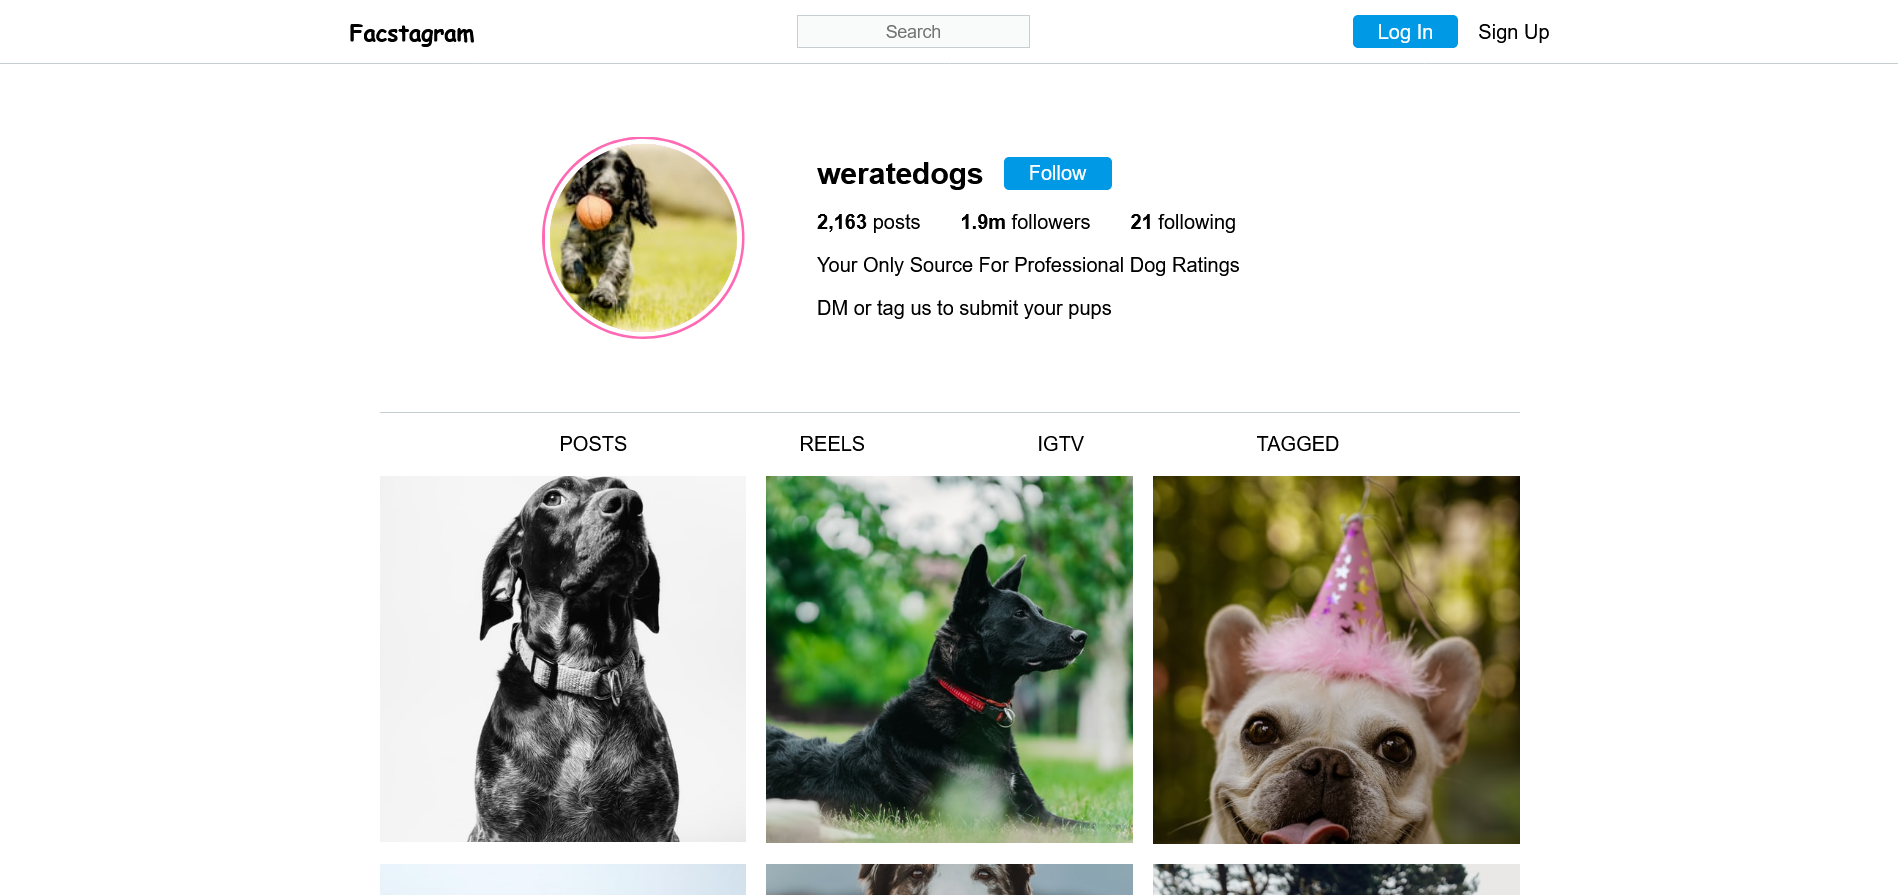 Facstagram
Search
Log In
Sign Up
weratedogs
Follow
2,163 posts 1.9m followers 21 following
Your Only Source For Professional Dog Ratings
DM or tag us to submit your pups
POSTS REELS IGTV TAGGED